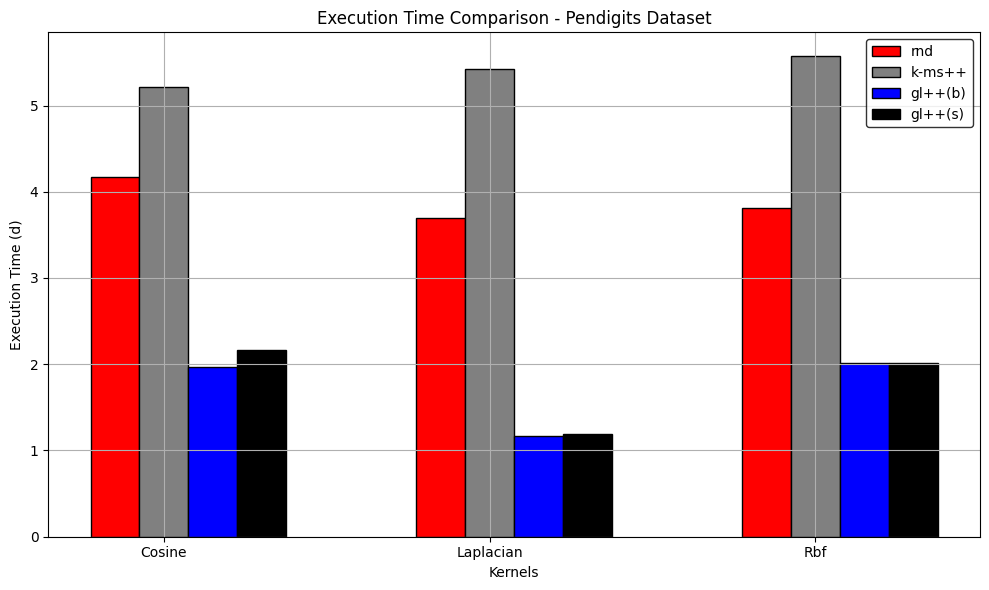 Execution Time Comparison - Pendigits Dataset
rnd
k-ms++
gl++(b)
gl++(s)
Execution Time (d)
5
4
3
2
1
0
Cosine
Laplacian
Rbf
Kernels